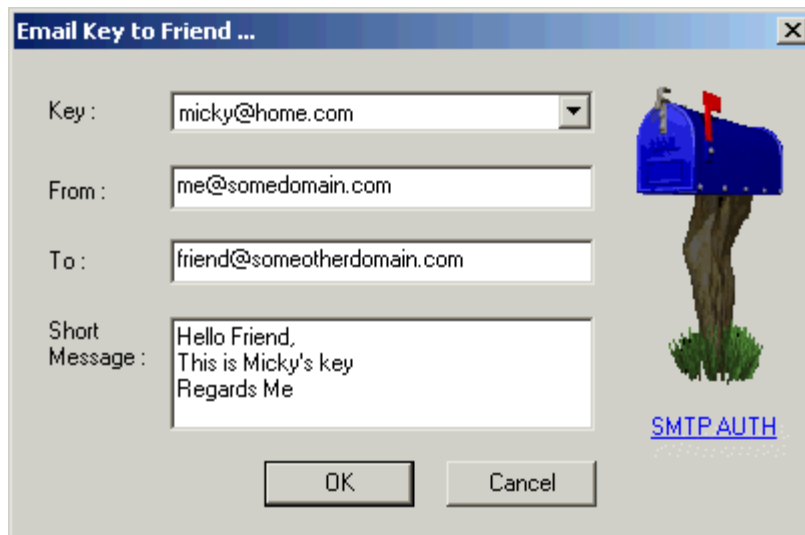 Email Key to Friend ...
Key :
micky@home.com
From :
me@somedomain.com
To :
friend@someotherdomain.com
Short
Message :
Hello Friend,
This is Micky's key
Regards Me
SMTP AUTH
OK
Cancel